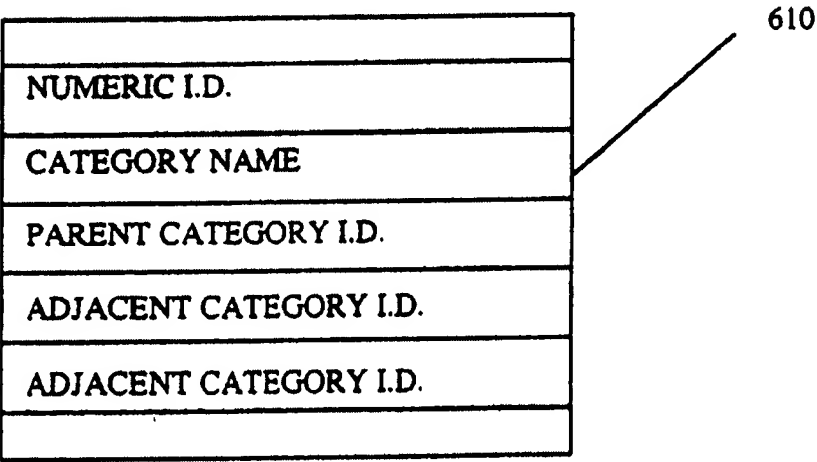 610
NUMERIC I.D.
CATEGORY NAME
PARENT CATEGORY I.D.
ADJACENT CATEGORY I.D.
ADJACENT CATEGORY I.D.